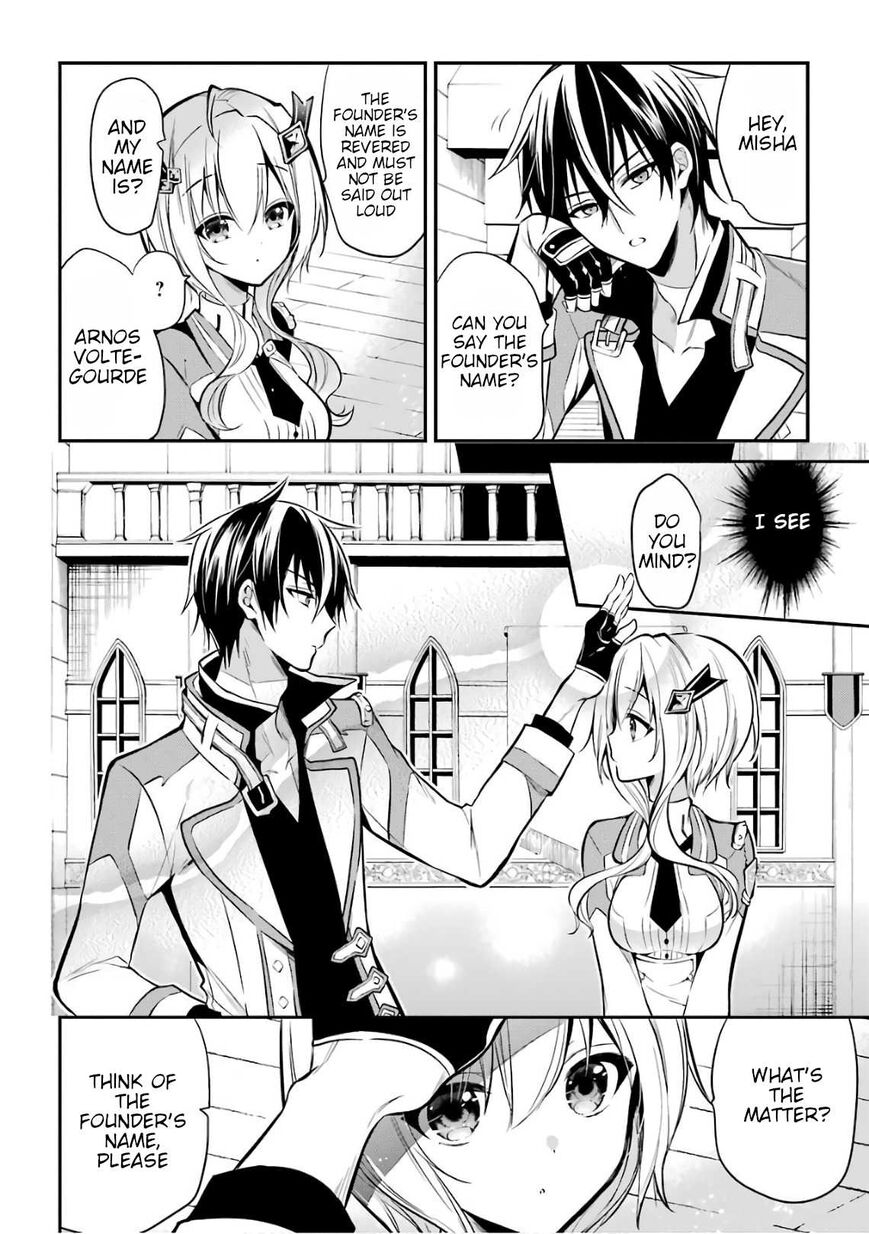 HEY,
MISHA
CAN YOU
SAY THE
FOUNDER'S
NAME?
THE
FOUNDER'S
NAME IS
REVERED
AND MUST
NOT BE
SAID OUT
LOUD
AND
MY
NAME
IS?
?
ARNOS
VOLTE-
GOURDE
I SEE
DO
YOU
MIND?
WHAT'S
THE
MATTER?
THINK OF
THE
FOUNDER'S
NAME,
PLEASE